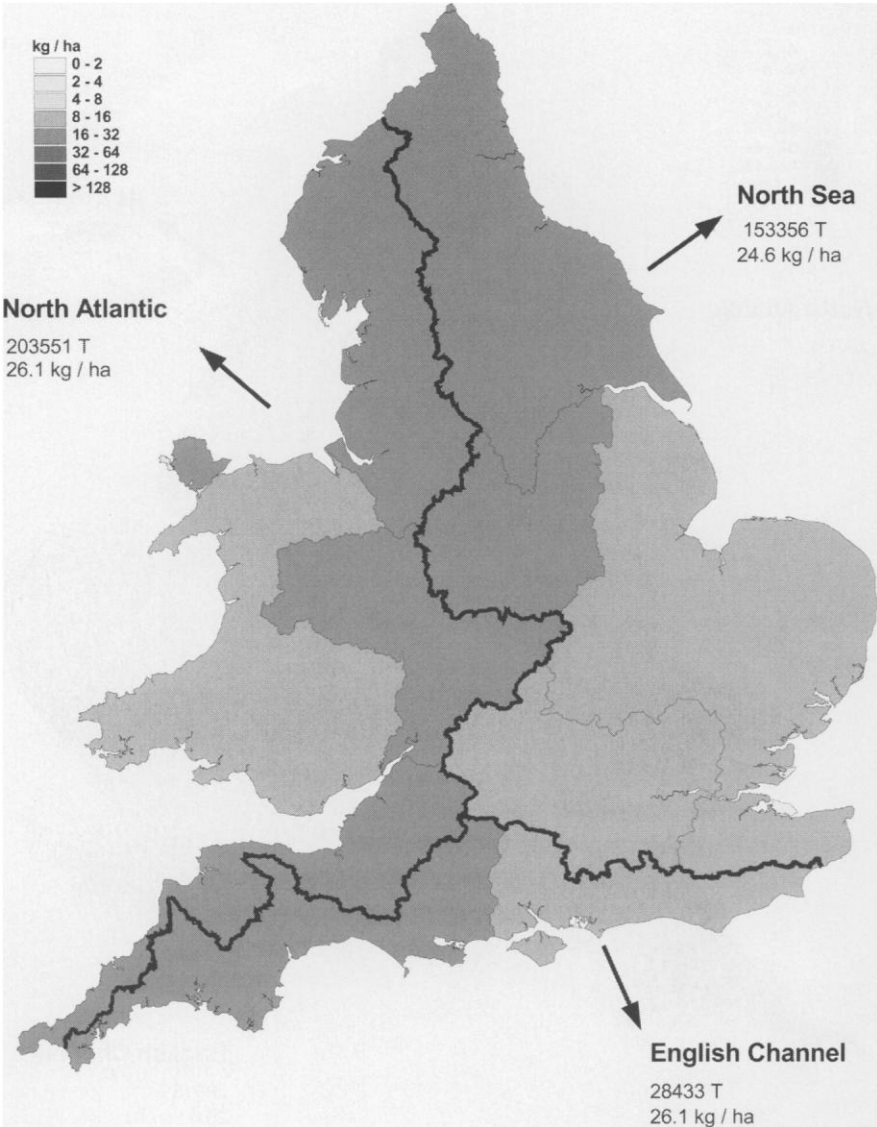 kg / ha
0 - 2
2 - 4
4 - 8
8 - 16
16 - 32
32 - 64
64 - 128
> 128
North Sea
153356 T
24.6 kg / ha
North Atlantic
203551 T
26.1 kg / ha
English Channel
28433 T
26.1 kg / ha